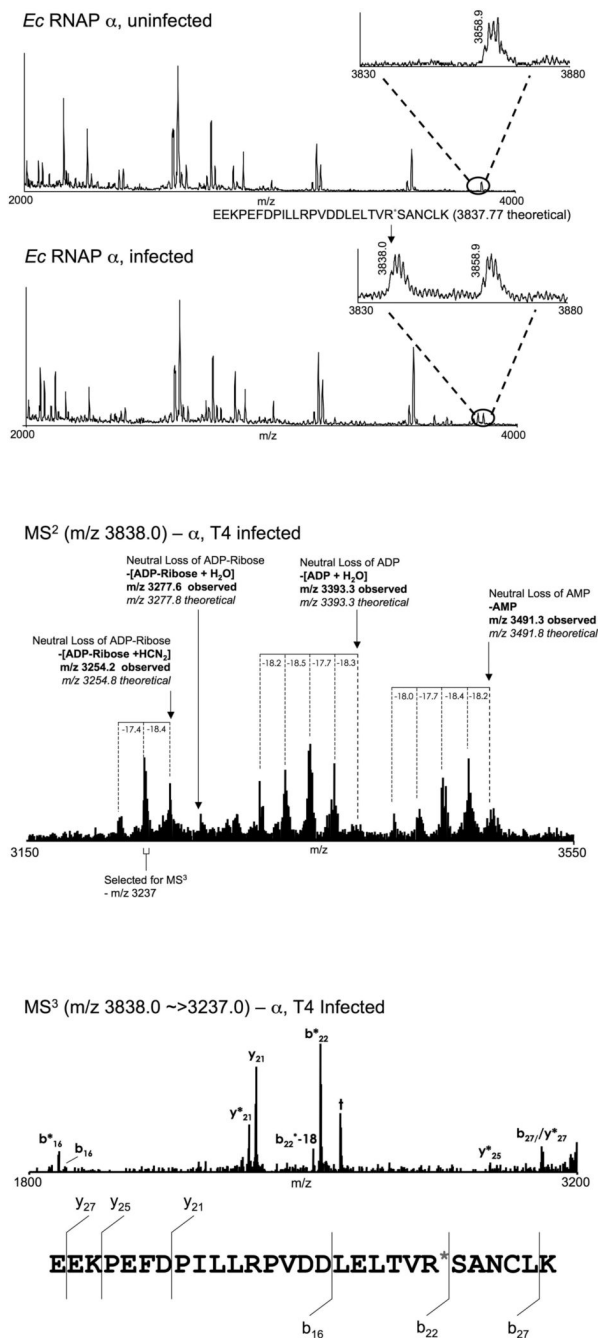 Ec RNAP α, uninfected
3858.9
3830
3880
2000
m/z
4000
EEKPEFDPILLRPVDDLELTVR*SANCLK (3837.77 theoretical)
Ec RNAP α, infected
3838.0
3858.9
3830
3880
2000
m/z
4000
MS² (m/z 3838.0) – α, T4 infected
Neutral Loss of ADP-Ribose
-[ADP-Ribose + H₂O]
m/z 3277.6 observed
m/z 3277.8 theoretical
Neutral Loss of ADP
-[ADP + H₂O]
m/z 3393.3 observed
m/z 3393.3 theoretical
Neutral Loss of AMP
-AMP
m/z 3491.3 observed
m/z 3491.8 theoretical
Neutral Loss of ADP-Ribose
-[ADP-Ribose +HCN₂]
m/z 3254.2 observed
m/z 3254.8 theoretical
-17.4 -18.4
-18.2 -18.5 -17.7 -18.3
-18.0 -17.7 -18.4 -18.2
3150
m/z
3550
Selected for MS³
- m/z 3237
MS³ (m/z 3838.0 ~>3237.0) – α, T4 Infected
b*₂₂
y₂₁
y*₂₁
†
b*₁₆
b₁₆
b₂₂*-18
y*₂₅
b₂₇//y*₂₇
1800
m/z
3200
y₂₇ y₂₅ y₂₁
EEKPEFDPILLRPVDDLELTVR*SANCLK
b₁₆ b₂₂ b₂₇